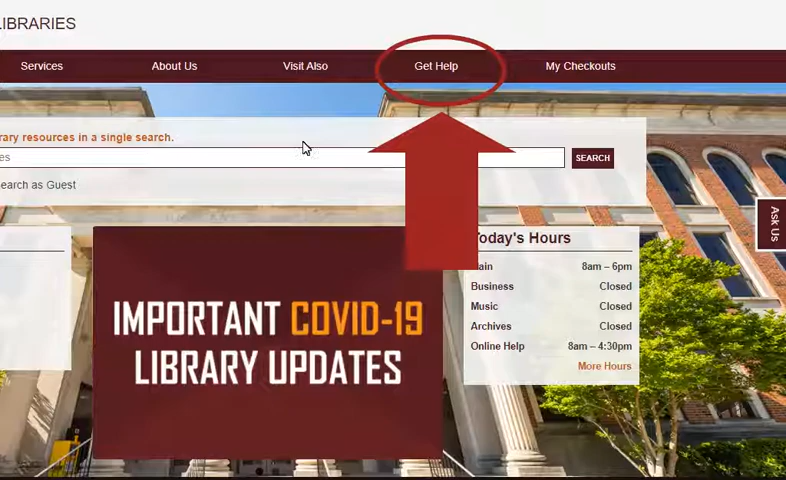 LIBRARIES
Services About Us Visit Also Get Help My Checkouts
rary resources in a single search.
es SEARCH
earch as Guest
Ask Us
Today's Hours
Main 8am – 6pm
Business Closed
Music Closed
Archives Closed
Online Help 8am – 4:30pm
More Hours
IMPORTANT COVID-19
LIBRARY UPDATES